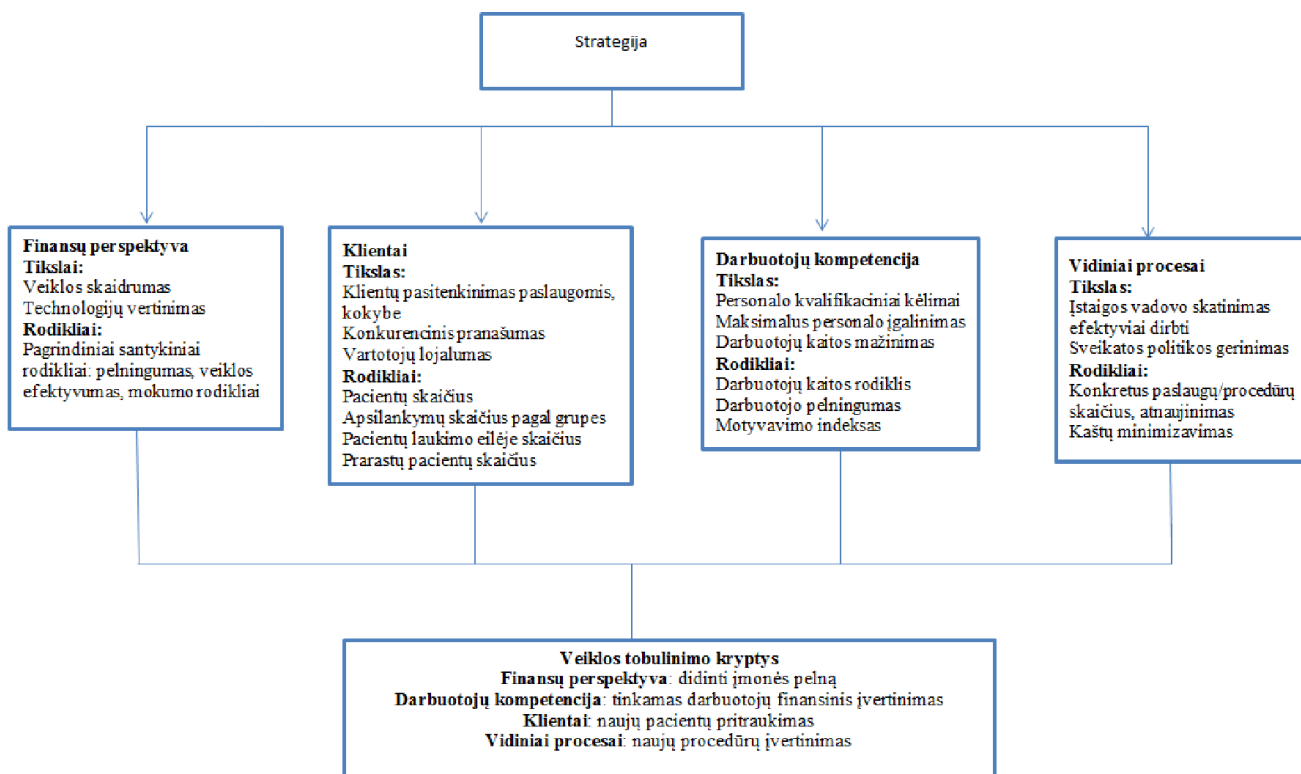 Strategija
Finansų perspektyva
Tikslai:
Veiklos skaidrumas
Technologijų vertinimas
Rodikliai:
Pagrindiniai santykiniai
rodikliai: pelningumas, veiklos
efektyvumas, mokumo rodikliai
Klientai
Tikslas:
Klientų pasitenkinimas paslaugomis,
kokybe
Konkurencinis pranašumas
Vartotojų lojalumas
Rodikliai:
Pacientų skaičius
Apsilankymų skaičius pagal grupes
Pacientų laukimo eilėje skaičius
Prarastų pacientų skaičius
Darbuotojų kompetencija
Tikslas:
Personalo kvalifikaciniai kėlimai
Maksimalus personalo įgalinimas
Darbuotojų kaitos mažinimas
Rodikliai:
Darbuotojų kaitos rodiklis
Darbuotojo pelningumas
Motyvavimo indeksas
Vidiniai procesai
Tikslas:
Įstaigos vadovo skatinimas
efektyviai dirbti
Sveikatos politikos gerinimas
Rodikliai:
Konkretus paslaugų/procedūrų
skaičius, atnaujinimas
Kaštų minimizavimas
Veiklos tobulinimo kryptys
Finansų perspektyva: didinti įmonės pelną
Darbuotojų kompetencija: tinkamas darbuotojų finansinis įvertinimas
Klientai: naujų pacientų pritraukimas
Vidiniai procesai: naujų procedūrų įvertinimas